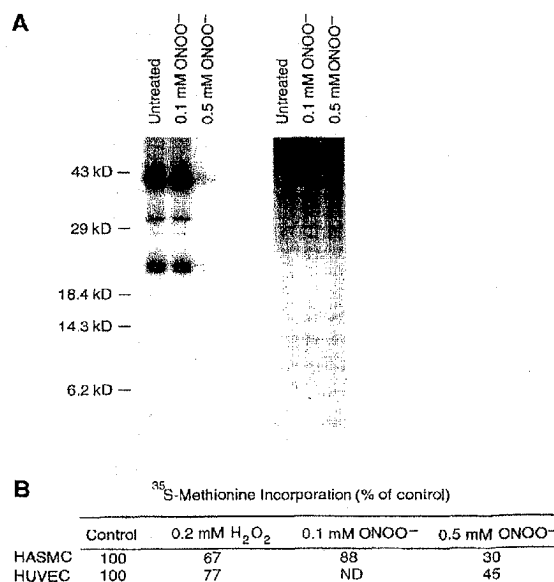 A
Untreated
0.1 mM ONOO⁻
0.5 mM ONOO⁻
Untreated
0.1 mM ONOO⁻
0.5 mM ONOO⁻
43 kD
29 kD
18.4 kD
14.3 kD
6.2 kD
B
³⁵S-Methionine Incorporation (% of control)
Control 0.2 mM H₂O₂ 0.1 mM ONOO⁻ 0.5 mM ONOO⁻
HASMC 100 67 88 30
HUVEC 100 77 ND 45